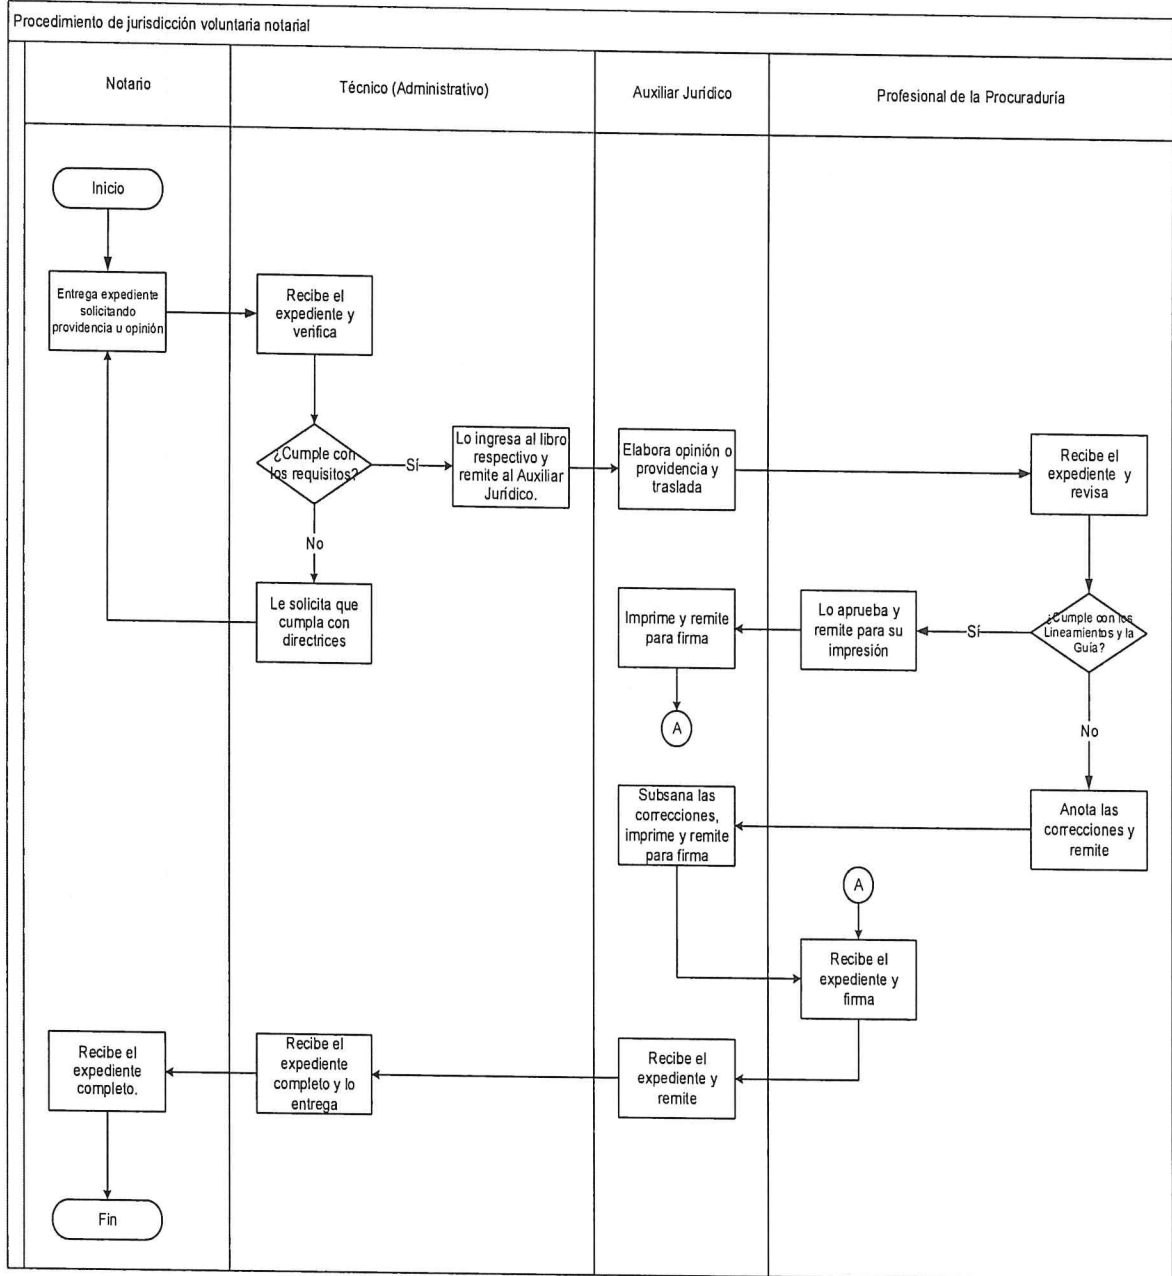 Procedimiento de jurisdicción voluntaria notarial
Notario
Técnico (Administrativo)
Auxiliar Jurídico
Profesional de la Procuraduría
Inicio
Entrega expediente
solicitando
providencia u opinión
Recibe el
expediente y
verifica
¿Cumple con
los requisitos?
Sí
Lo ingresa al libro
respectivo y
remite al Auxiliar
Jurídico.
Elabora opinión o
providencia y
traslada
Recibe el
expediente y
revisa
No
Le solicita que
cumpla con
directrices
Imprime y remite
para firma
Lo aprueba y
remite para su
impresión
Sí
¿Cumple con los
Lineamientos y la
Guía?
A
No
Subsana las
correcciones,
imprime y remite
para firma
Anota las
correcciones y
remite
A
Recibe el
expediente y
firma
Recibe el
expediente
completo.
Recibe el
expediente
completo y lo
entrega
Recibe el
expediente y
remite
Fin